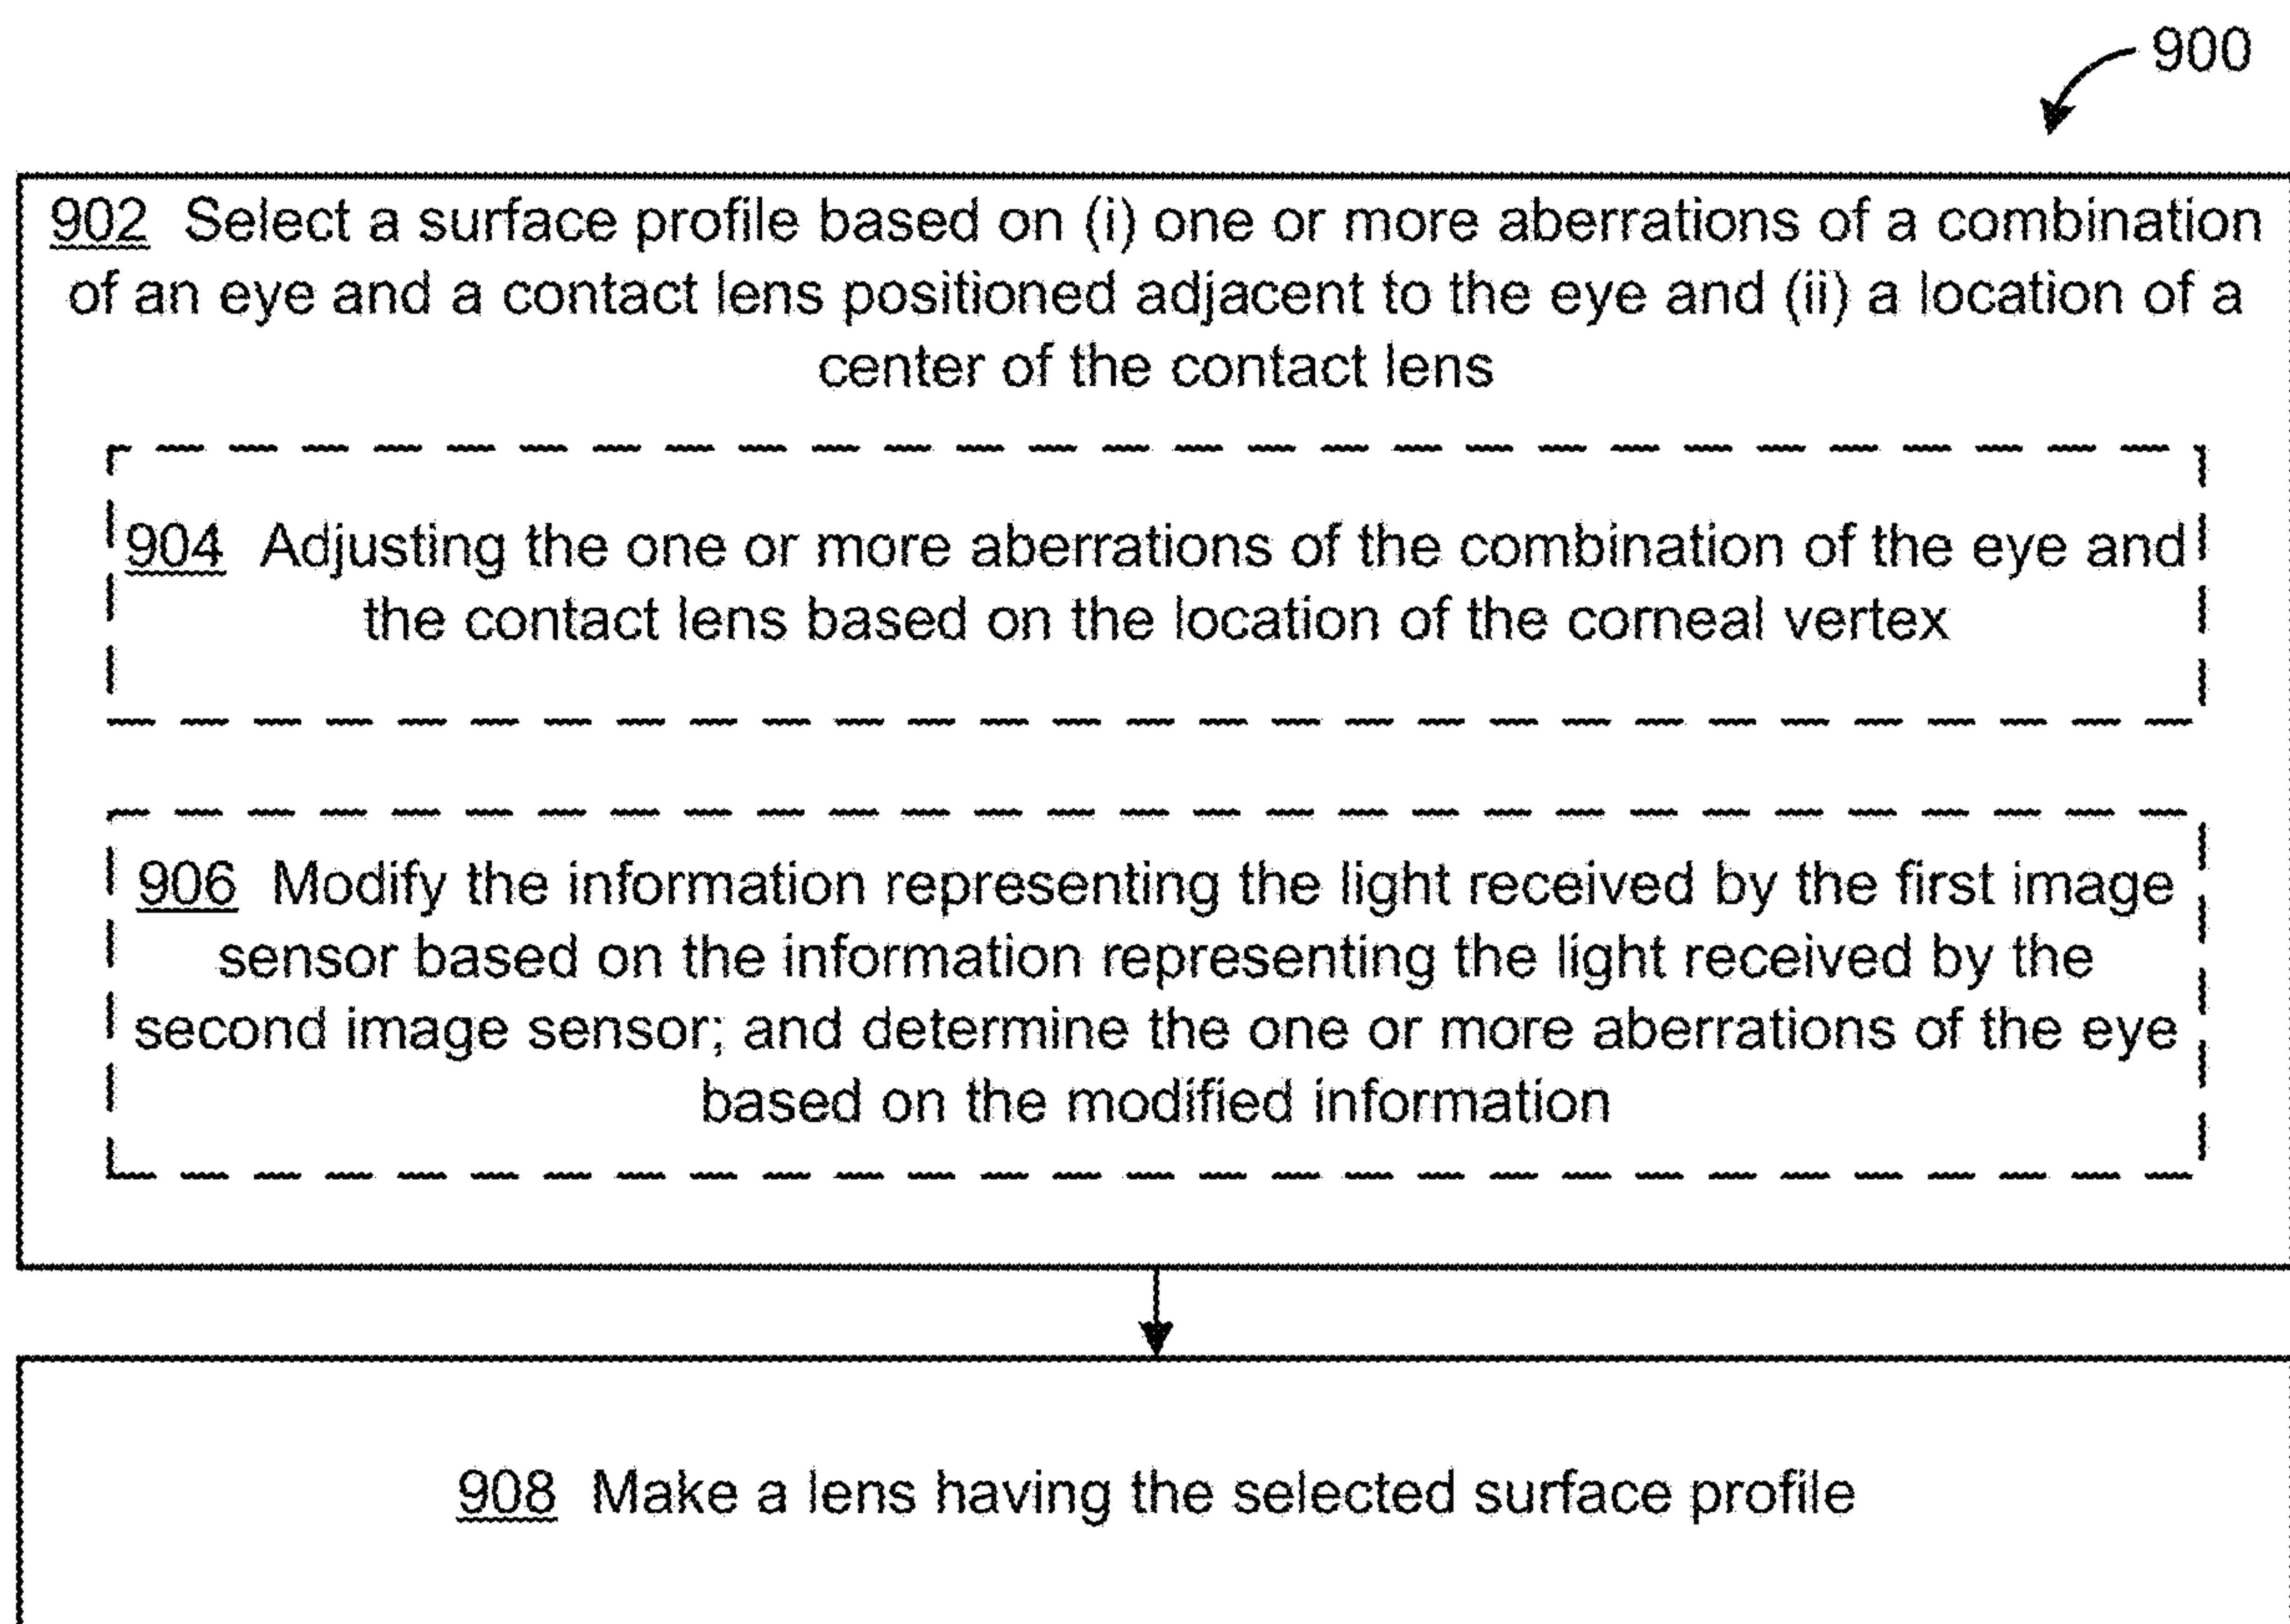 900
902 Select a surface profile based on (i) one or more aberrations of a combination
of an eye and a contact lens positioned adjacent to the eye and (ii) a location of a
center of the contact lens
904 Adjusting the one or more aberrations of the combination of the eye and
the contact lens based on the location of the corneal vertex
906 Modify the information representing the light received by the first image
sensor based on the information representing the light received by the
second image sensor; and determine the one or more aberrations of the eye
based on the modified information
908 Make a lens having the selected surface profile